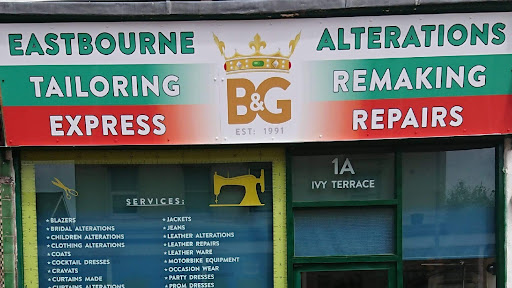 EASTBOURNE
TAILORING
EXPRESS
B&G
EST: 1991
ALTERATIONS
REMAKING
REPAIRS
1A
IVY TERRACE
SERVICES:
★ BLAZERS
★ BRIDAL ALTERATIONS
★ CHILDREN ALTERATIONS
★ CLOTHING ALTERATIONS
★ COATS
★ COCKTAIL DRESSES
★ CRAVATS
★ CURTAINS MADE
★ CURTAINS ALTERATIONS
★ JACKETS
★ JEANS
★ LEATHER ALTERATIONS
★ LEATHER REPAIRS
★ LEATHER WARE
★ MOTORBIKE EQUIPMENT
★ OCCASION WEAR
★ PARTY DRESSES
★ PROM DRESSES